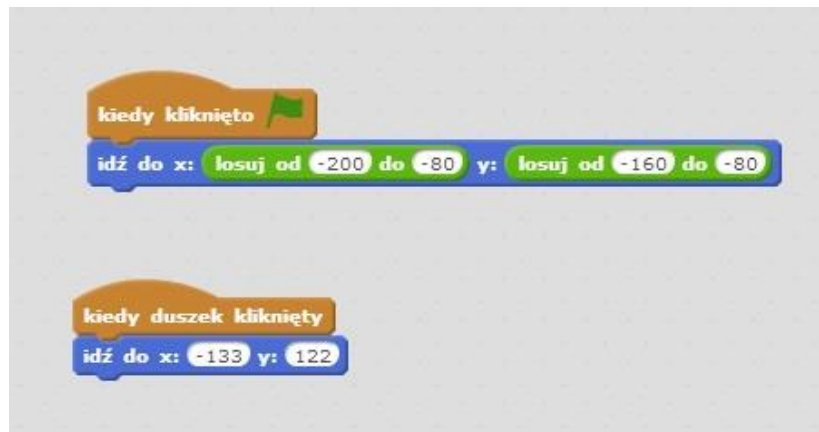 kiedy kliknięto
idź do x: losuj od -200 do -80 y: losuj od -160 do -80
kiedy duszek kliknięty
idź do x: -133 y: 122